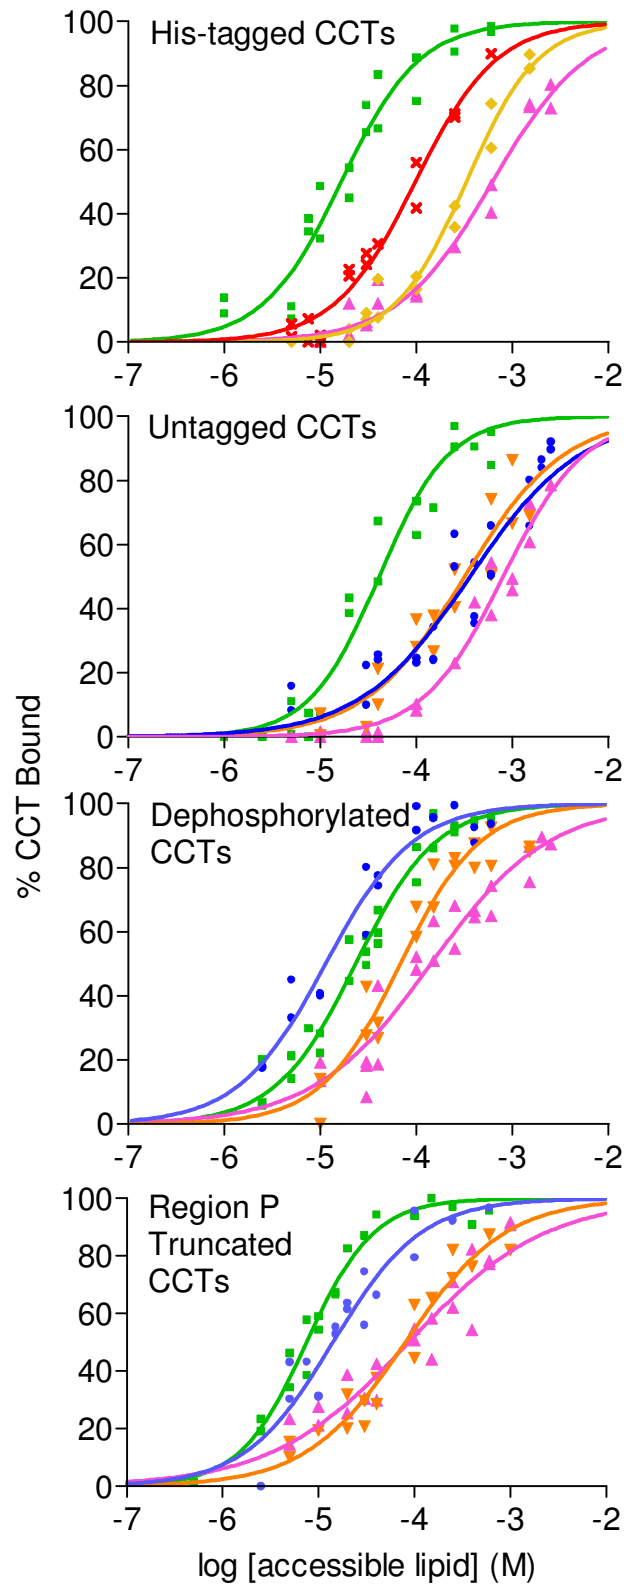 His-tagged CCTs
100
80
60
40
20
0
-7 -6 -5 -4 -3 -2
Untagged CCTs
100
80
60
40
20
0
-7 -6 -5 -4 -3 -2
% CCT Bound
Dephosphorylated
CCTs
100
80
60
40
20
0
-7 -6 -5 -4 -3 -2
Region P
Truncated
CCTs
100
80
60
40
20
0
-7 -6 -5 -4 -3 -2
log [accessible lipid] (M)